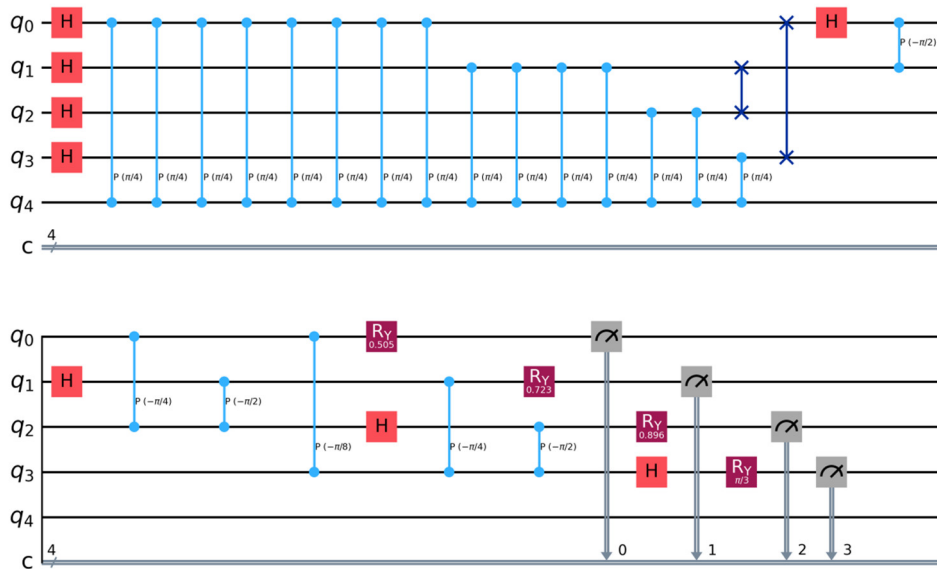 q0 H H P (−π/2)
q1 H
q2 H
q3 H
P (π/4) P (π/4) P (π/4) P (π/4) P (π/4) P (π/4) P (π/4) P (π/4) P (π/4) P (π/4) P (π/4) P (π/4) P (π/4) P (π/4) P (π/4)
q4
4
c
q0 RY 0.505
q1 H P (−π/4) P (−π/2) P (−π/4) RY 0.723
q2 P (−π/8) H P (−π/2) RY 0.896
q3 H RY π/3
q4
4 0 1 2 3
c